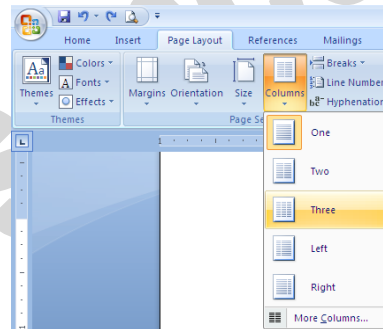 Home Insert Page Layout References Mailings
Colors Breaks
Aa Fonts Line Number
Themes Effects Margins Orientation Size Columns Hyphenation
Themes Page Se
One
Two
Three
Left
Right
More Columns...